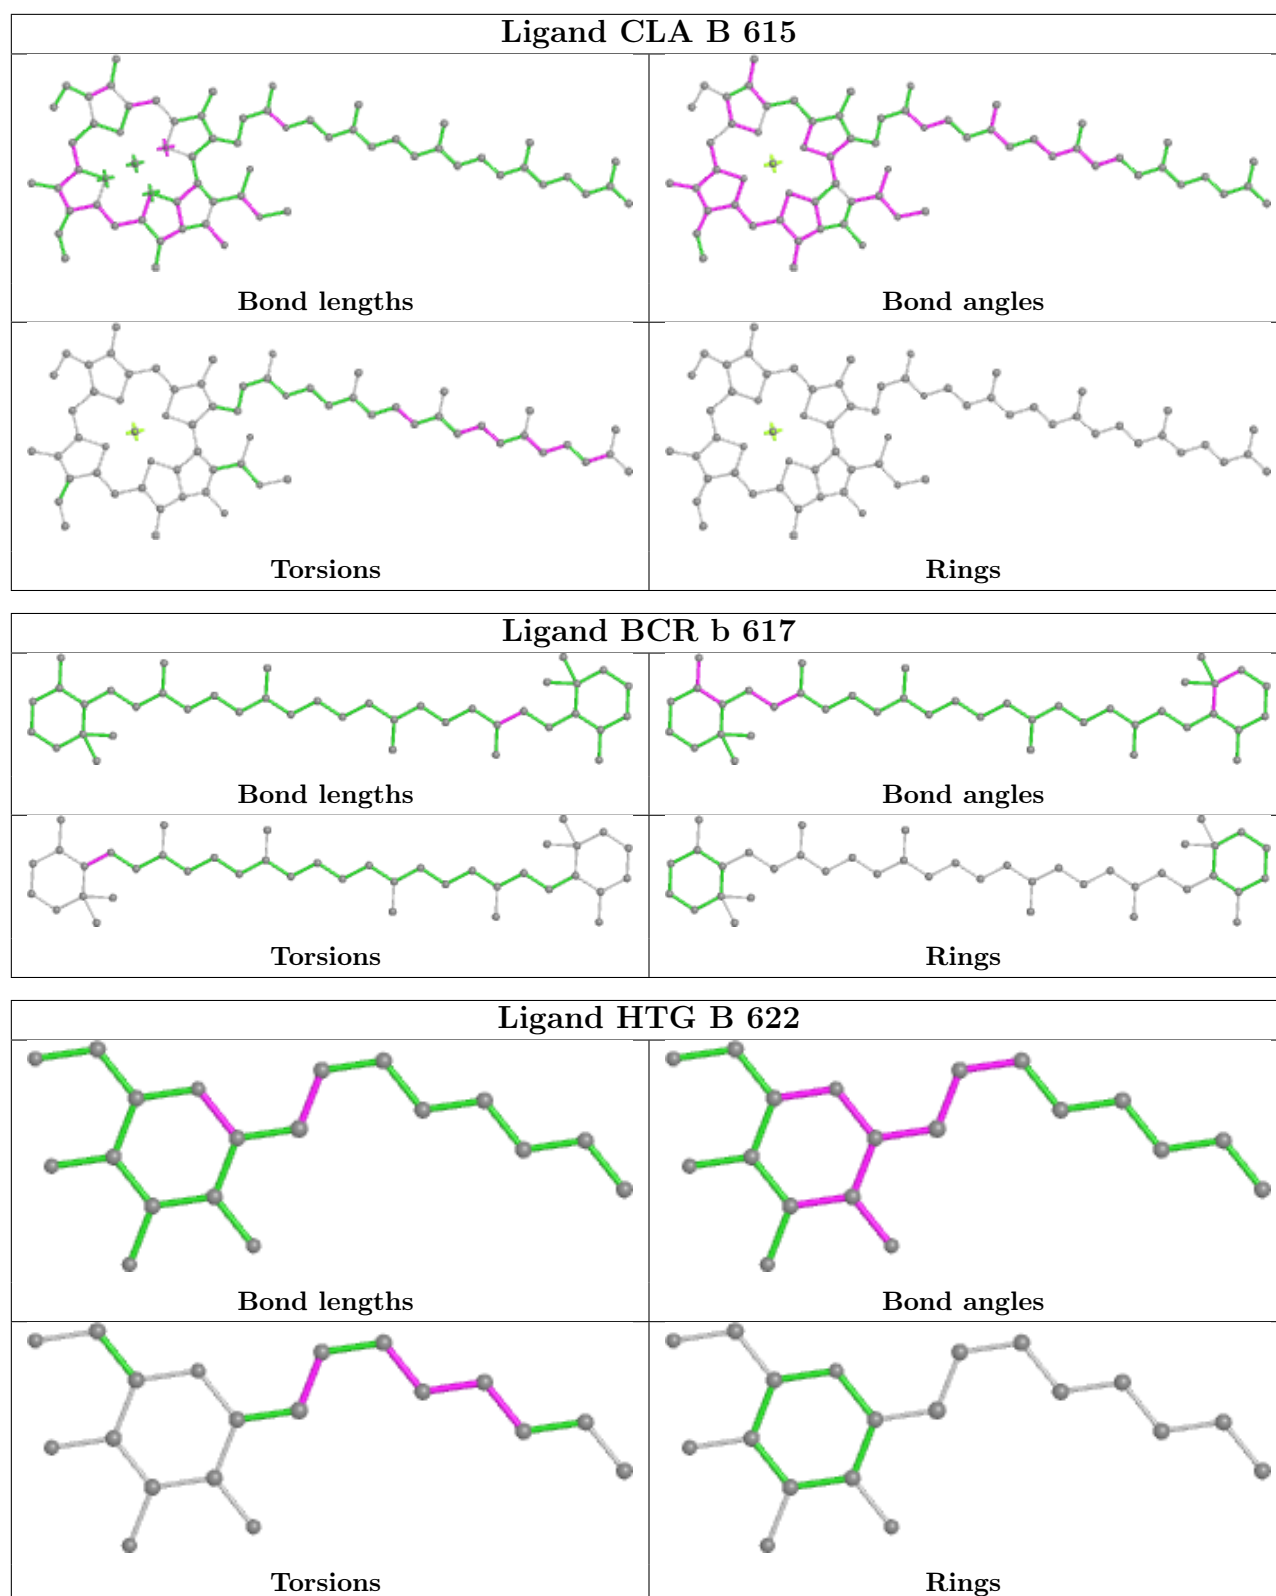 Ligand CLA B 615
Bond lengths
Bond angles
Torsions
Rings
Ligand BCR b 617
Bond lengths
Bond angles
Torsions
Rings
Ligand HTG B 622
Bond lengths
Bond angles
Torsions
Rings